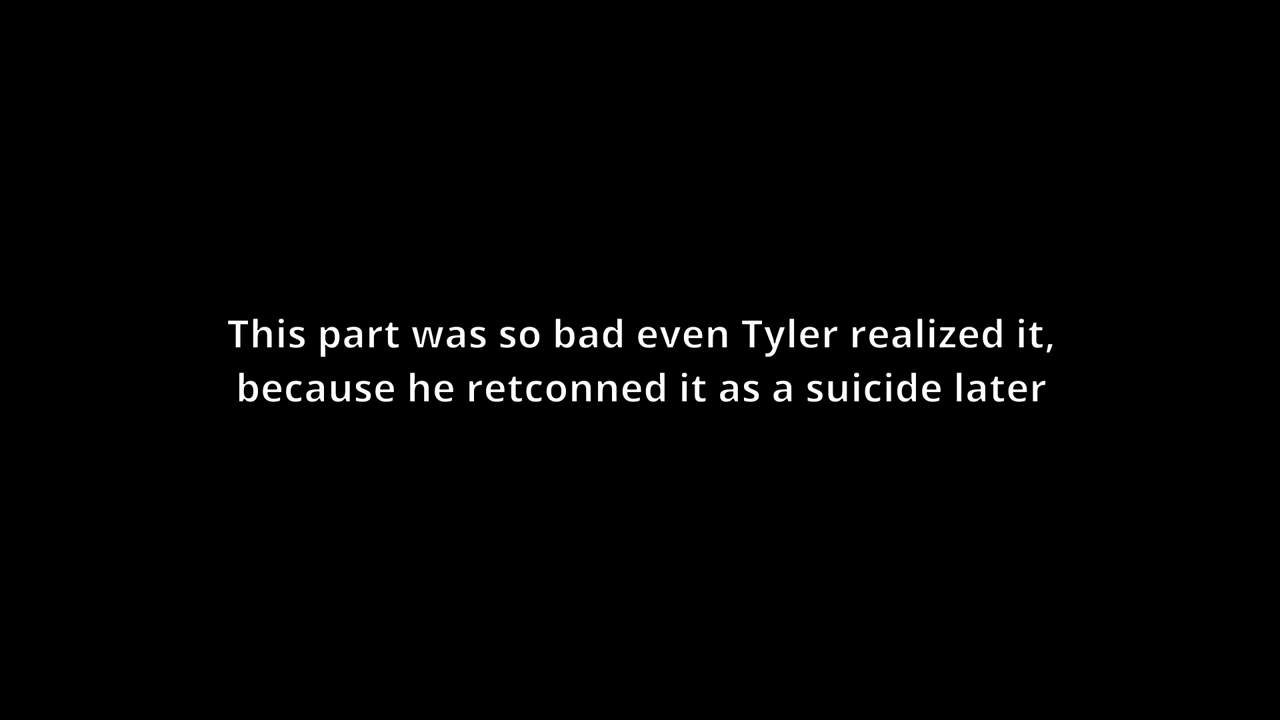 This part was so bad even Tyler realized it,
because he retconned it as a suicide later